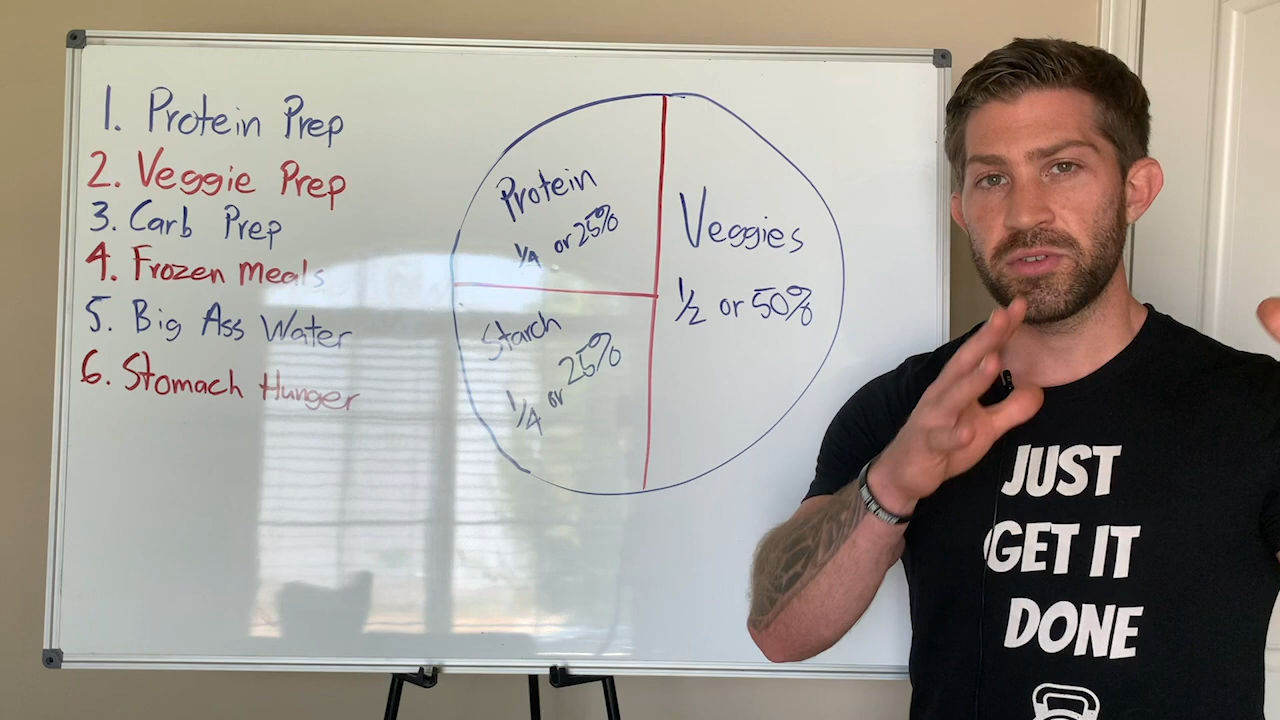 1. Protein Prep
2. Veggie Prep
3. Carb Prep
4. Frozen Meals
5. Big Ass Water
6. Stomach Hunger
Protein
1/4 or 25%
Starch
1/4 or 25%
Veggies
1/2 or 50%
JUST
GET IT
DONE